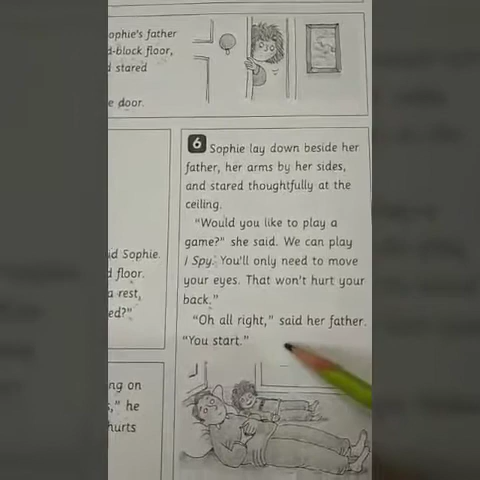 ophie's father
d-block floor,
d stared
e door.
6 Sophie lay down beside her
father, her arms by her sides,
and stared thoughtfully at the
ceiling.
"Would you like to play a
game?" she said. We can play
I Spy. You'll only need to move
your eyes. That won't hurt your
back."
"Oh all right," said her father.
"You start."
id Sophie.
d floor.
a rest,
ed?"
ng on
," he
hurts